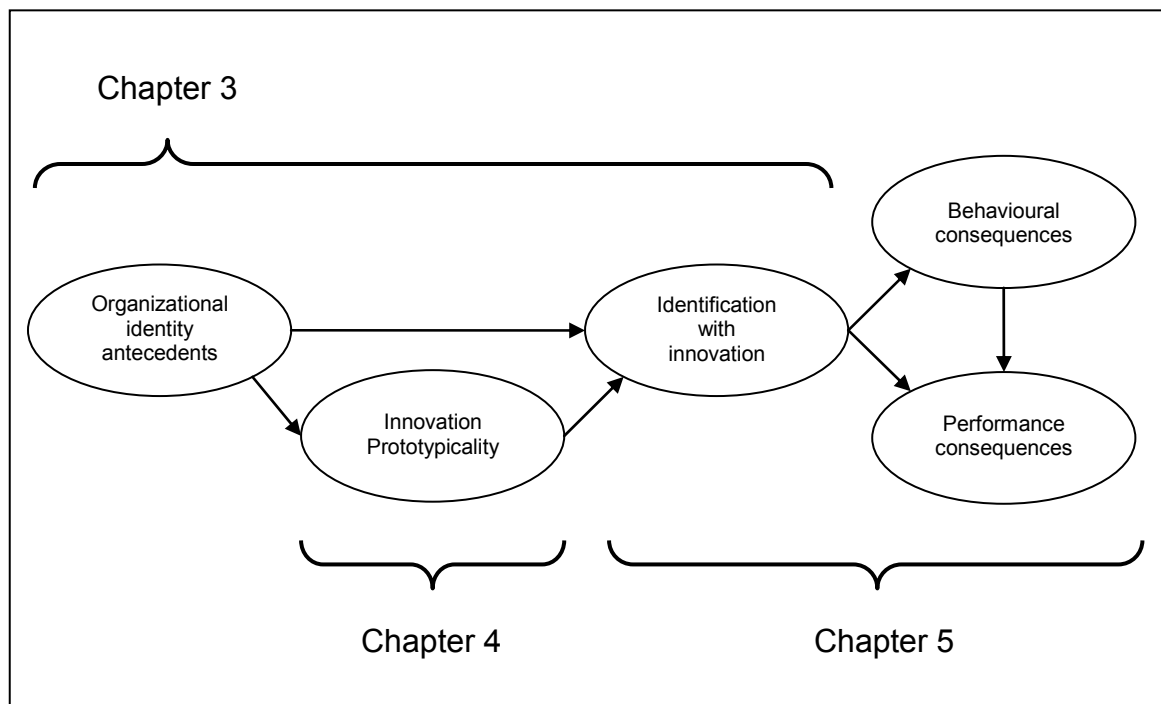 Chapter 3
Behavioural
consequences
Organizational
identity
antecedents
Identification
with
innovation
Innovation
Prototypicality
Performance
consequences
Chapter 4
Chapter 5